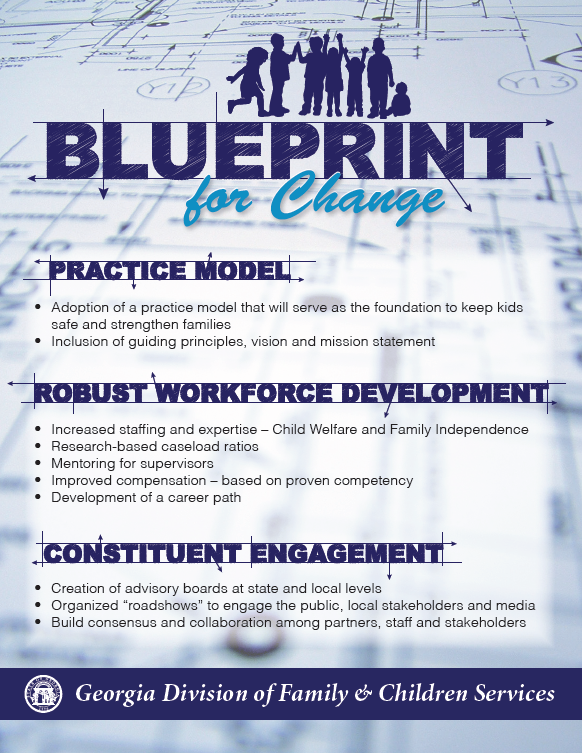 Y12
Y13
BLUEPRINT
for Change
PRACTICE MODEL
• Adoption of a practice model that will serve as the foundation to keep kids
safe and strengthen families
• Inclusion of guiding principles, vision and mission statement
ROBUST WORKFORCE DEVELOPMENT
• Increased staffing and expertise – Child Welfare and Family Independence
• Research-based caseload ratios
• Mentoring for supervisors
• Improved compensation – based on proven competency
• Development of a career path
CONSTITUENT ENGAGEMENT
• Creation of advisory boards at state and local levels
• Organized “roadshows” to engage the public, local stakeholders and media
• Build consensus and collaboration among partners, staff and stakeholders
Georgia Division of Family & Children Services